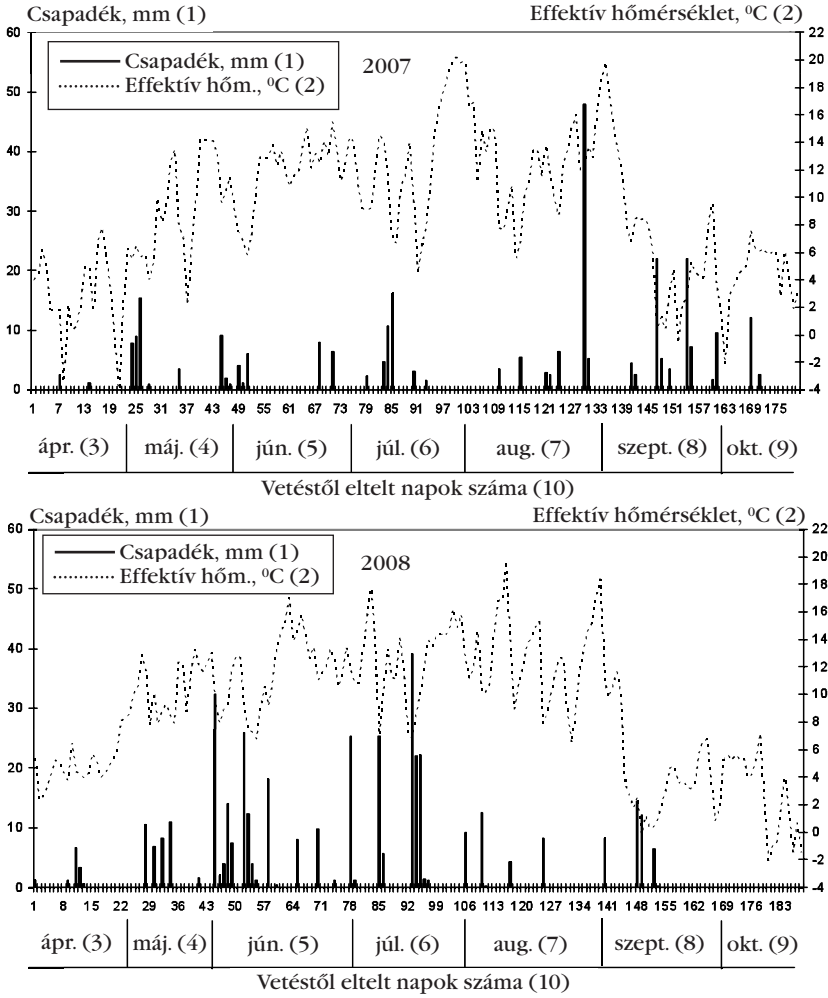 Csapadék, mm (1) Effektív hőmérséklet, ⁰C (2)
2007
Csapadék, mm (1)
Effektív hőm., ⁰C (2)
60 50 40 30 20 10 0
22 20 18 16 14 12 10 8 6 4 2 0 -2 -4
1 7 13 19 25 31 37 43 49 55 61 67 73 79 85 91 97 103 109 115 121 127 133 139 145 151 157 163 169 175
ápr. (3) máj. (4) jún. (5) júl. (6) aug. (7) szept. (8) okt. (9)
Vetéstől eltelt napok száma (10)
Csapadék, mm (1) Effektív hőmérséklet, ⁰C (2)
2008
Csapadék, mm (1)
Effektív hőm., ⁰C (2)
60 50 40 30 20 10 0
22 20 18 16 14 12 10 8 6 4 2 0 -2 -4
1 8 15 22 29 36 43 50 57 64 71 78 85 92 99 106 113 120 127 134 141 148 155 162 169 176 183
ápr. (3) máj. (4) jún. (5) júl. (6) aug. (7) szept. (8) okt. (9)
Vetéstől eltelt napok száma (10)